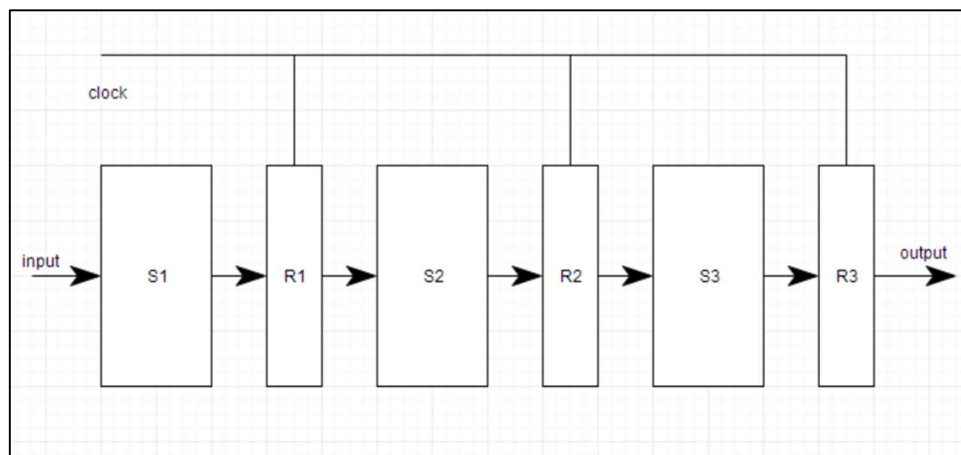 clock
input
S1
R1
S2
R2
S3
R3
output